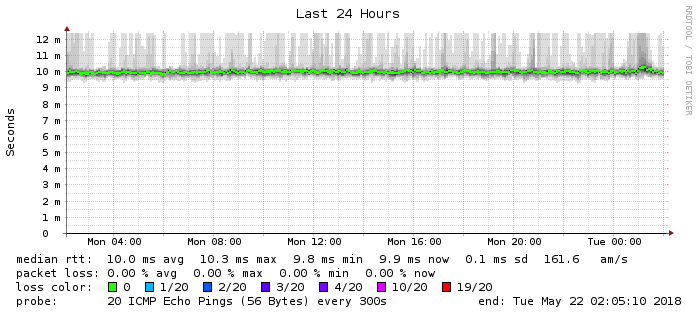 Last 24 Hours
RRDTOOL / TOBI OETIKER
Seconds
12 m
11 m
10 m
9 m
8 m
7 m
6 m
5 m
4 m
3 m
2 m
1 m
0
Mon 04:00 Mon 08:00 Mon 12:00 Mon 16:00 Mon 20:00 Tue 00:00
median rtt: 10.0 ms avg 10.3 ms max 9.8 ms min 9.9 ms now 0.1 ms sd 161.6 am/s
packet loss: 0.00 % avg 0.00 % max 0.00 % min 0.00 % now
loss color: 0 1/20 2/20 3/20 4/20 10/20 19/20
probe: 20 ICMP Echo Pings (56 Bytes) every 300s end: Tue May 22 02:05:10 2018